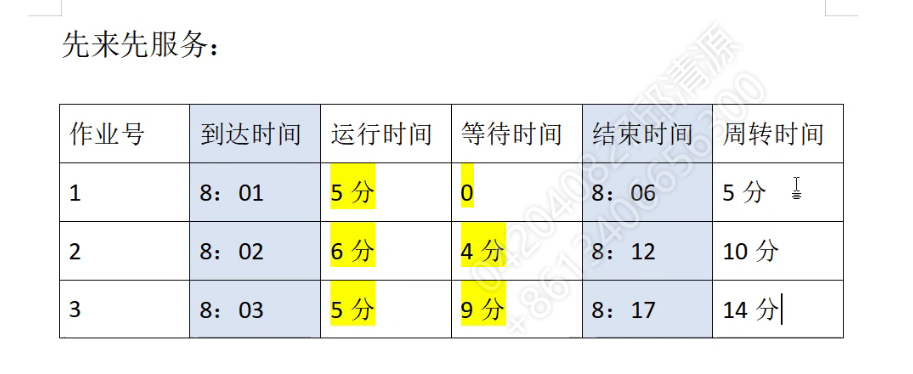 先来先服务：
作业号 到达时间 运行时间 等待时间 结束时间 周转时间
1 8：01 5 分 0 8：06 5 分
2 8：02 6 分 4 分 8：12 10 分
3 8：03 5 分 9 分 8：17 14 分